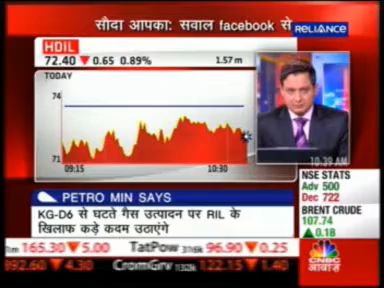 सौदा आपका: सवाल facebook से
RELIANCE
HDIL
72.40 ▼ 0.65 0.89% 1.57 m
TODAY
74
71
09:15 10:30
10:39 AM
NSE STATS
Adv 500
Dec 722
BRENT CRUDE
107.74
▲0.18
PETRO MIN SAYS
KG-D6 से घटते गैस उत्पादन पर RIL के
खिलाफ कड़े कदम उठाएंगे
165.30 ▼ 5.00 TatPow 316k 96.90 ▼ 0.25
892.60 ▼ 4.30 CromGrv 122.15 ▼ 1.40
CNBC
आवाज़